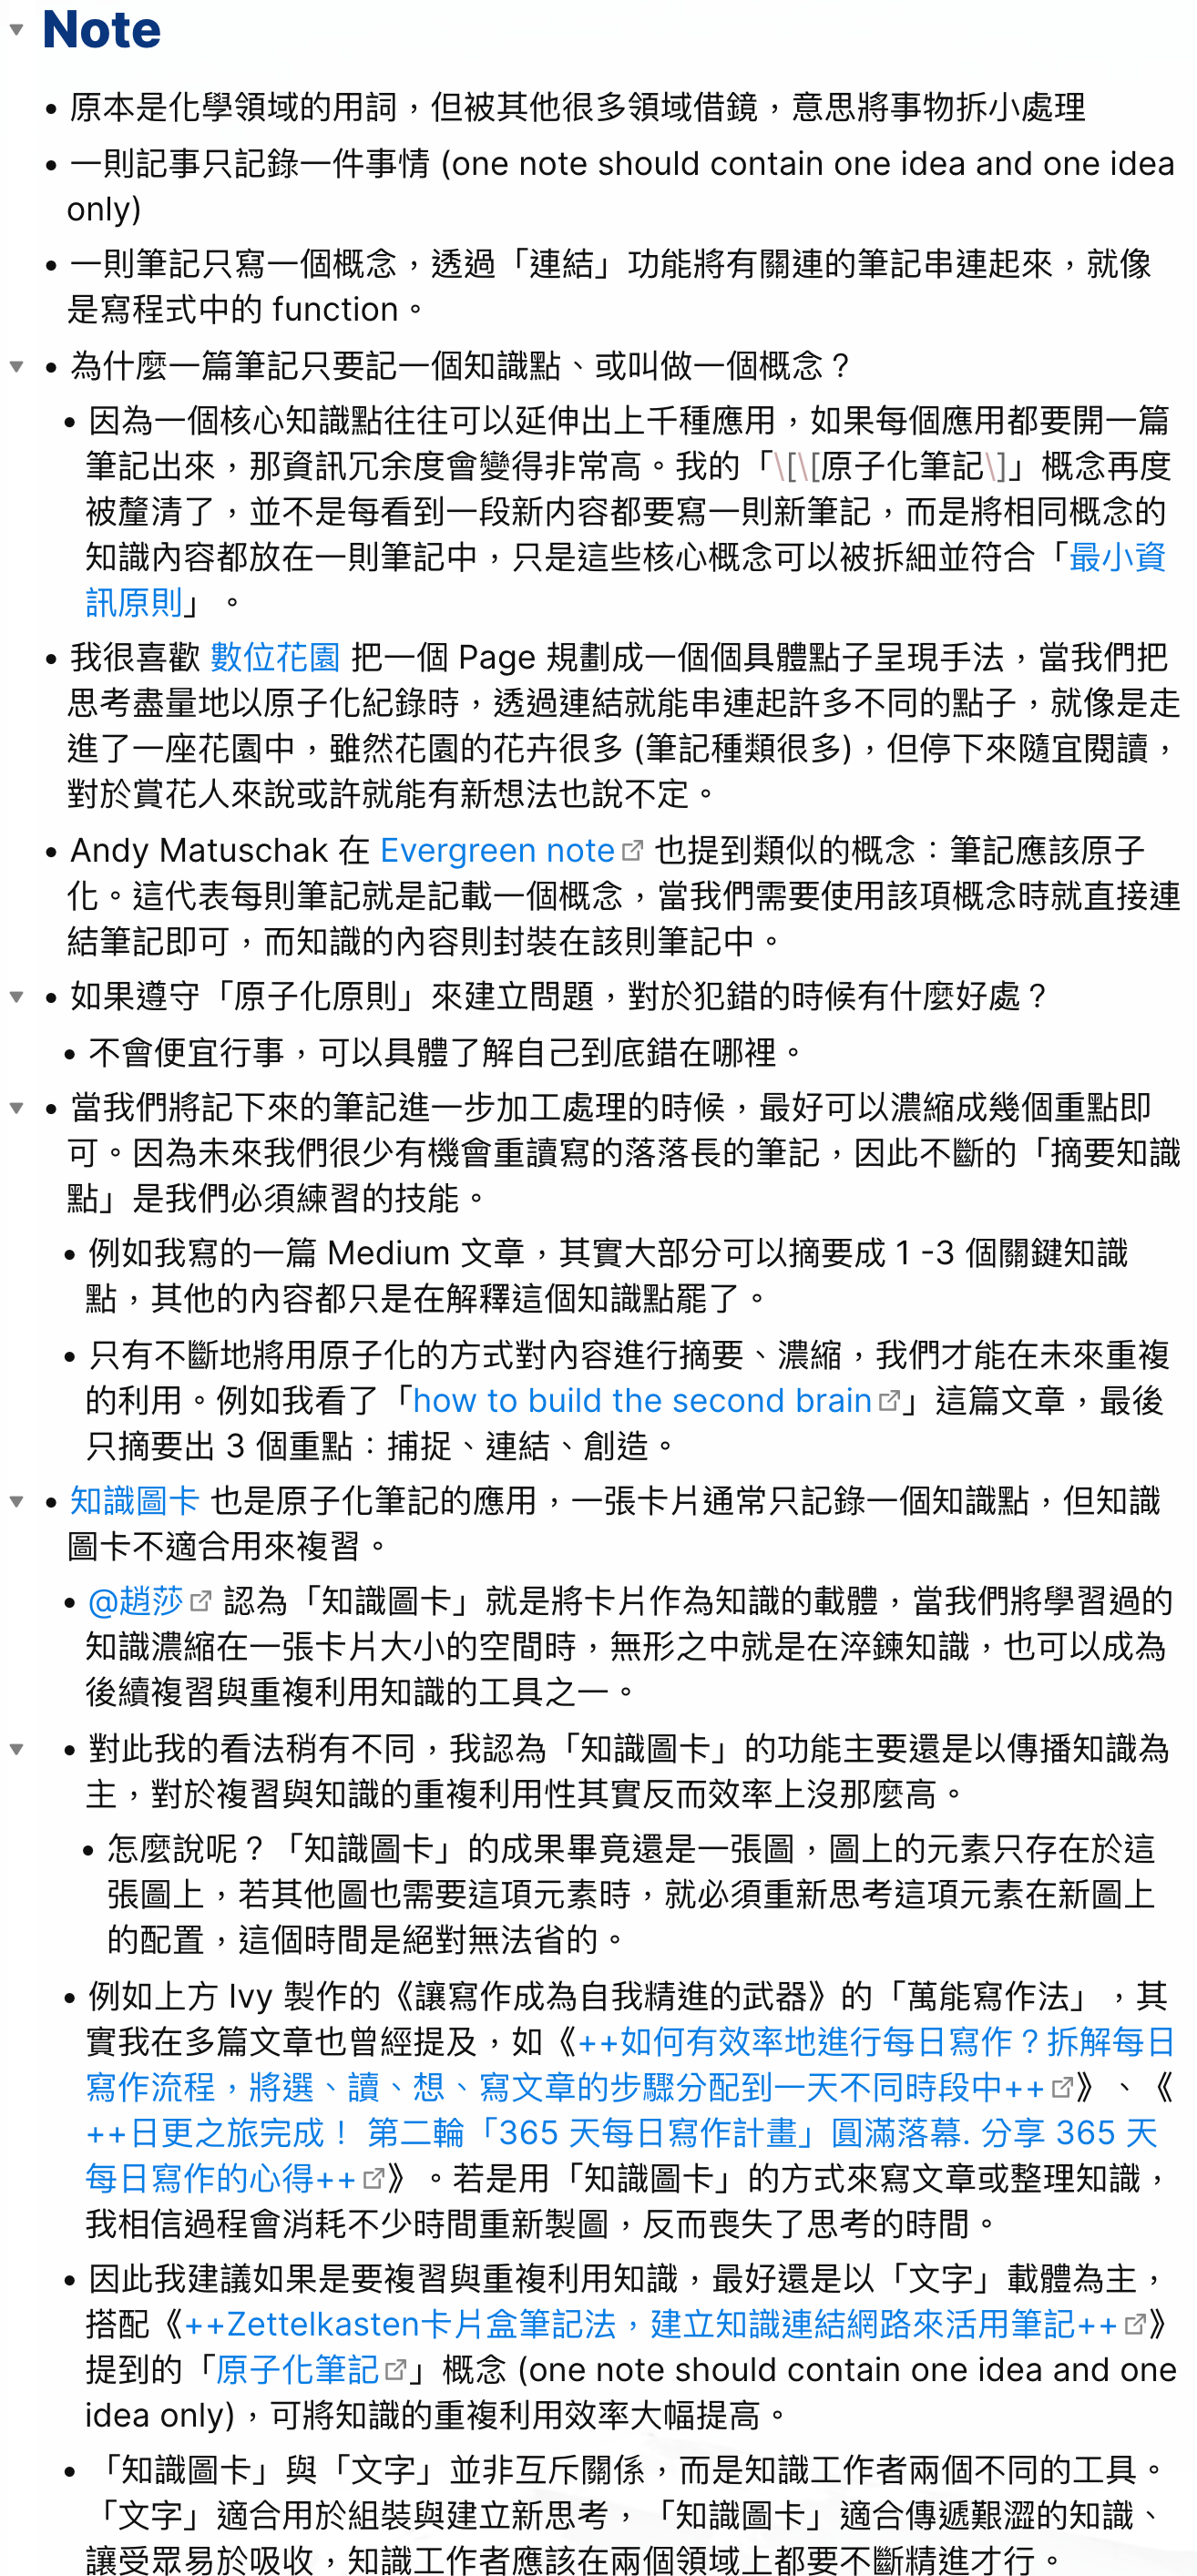 Note
• 原本是化學領域的用詞，但被其他很多領域借鏡，意思將事物拆小處理
• 一則記事只記錄一件事情 (one note should contain one idea and one idea
only)
• 一則筆記只寫一個概念，透過「連結」功能將有關連的筆記串連起來，就像
是寫程式中的 function。
• 為什麼一篇筆記只要記一個知識點、或叫做一個概念？
• 因為一個核心知識點往往可以延伸出上千種應用，如果每個應用都要開一篇
筆記出來，那資訊冗余度會變得非常高。我的「\[\[原子化筆記\]」概念再度
被釐清了，並不是每看到一段新內容都要寫一則新筆記，而是將相同概念的
知識內容都放在一則筆記中，只是這些核心概念可以被拆細並符合「最小資
訊原則」。
• 我很喜歡 數位花園 把一個 Page 規劃成一個個具體點子呈現手法，當我們把
思考盡量地以原子化紀錄時，透過連結就能串連起許多不同的點子，就像是走
進了一座花園中，雖然花園的花卉很多 (筆記種類很多)，但停下來隨宜閱讀，
對於賞花人來說或許就能有新想法也說不定。
• Andy Matuschak 在 Evergreen note 也提到類似的概念：筆記應該原子
化。這代表每則筆記就是記載一個概念，當我們需要使用該項概念時就直接連
結筆記即可，而知識的內容則封裝在該則筆記中。
• 如果遵守「原子化原則」來建立問題，對於犯錯的時候有什麼好處？
• 不會便宜行事，可以具體了解自己到底錯在哪裡。
• 當我們將記下來的筆記進一步加工處理的時候，最好可以濃縮成幾個重點即
可。因為未來我們很少有機會重讀寫的落落長的筆記，因此不斷的「摘要知識
點」是我們必須練習的技能。
• 例如我寫的一篇 Medium 文章，其實大部分可以摘要成 1 -3 個關鍵知識
點，其他的內容都只是在解釋這個知識點罷了。
• 只有不斷地將用原子化的方式對內容進行摘要、濃縮，我們才能在未來重複
的利用。例如我看了「how to build the second brain」這篇文章，最後
只摘要出 3 個重點：捕捉、連結、創造。
• 知識圖卡 也是原子化筆記的應用，一張卡片通常只記錄一個知識點，但知識
圖卡不適合用來複習。
• @趙莎 認為「知識圖卡」就是將卡片作為知識的載體，當我們將學習過的
知識濃縮在一張卡片大小的空間時，無形之中就是在淬鍊知識，也可以成為
後續複習與重複利用知識的工具之一。
• 對此我的看法稍有不同，我認為「知識圖卡」的功能主要還是以傳播知識為
主，對於複習與知識的重複利用性其實反而效率上沒那麼高。
• 怎麼說呢？「知識圖卡」的成果畢竟還是一張圖，圖上的元素只存在於這
張圖上，若其他圖也需要這項元素時，就必須重新思考這項元素在新圖上
的配置，這個時間是絕對無法省的。
• 例如上方 Ivy 製作的《讓寫作成為自我精進的武器》的「萬能寫作法」，其
實我在多篇文章也曾經提及，如《++如何有效率地進行每日寫作？拆解每日
寫作流程，將選、讀、想、寫文章的步驟分配到一天不同時段中++》、《
++日更之旅完成！ 第二輪「365 天每日寫作計畫」圓滿落幕. 分享 365 天
每日寫作的心得++》。若是用「知識圖卡」的方式來寫文章或整理知識，
我相信過程會消耗不少時間重新製圖，反而喪失了思考的時間。
• 因此我建議如果是要複習與重複利用知識，最好還是以「文字」載體為主，
搭配《++Zettelkasten卡片盒筆記法，建立知識連結網路來活用筆記++》
提到的「原子化筆記」概念 (one note should contain one idea and one
idea only)，可將知識的重複利用效率大幅提高。
• 「知識圖卡」與「文字」並非互斥關係，而是知識工作者兩個不同的工具。
「文字」適合用於組裝與建立新思考，「知識圖卡」適合傳遞艱澀的知識、
讓受眾易於吸收，知識工作者應該在兩個領域上都要不斷精進才行。